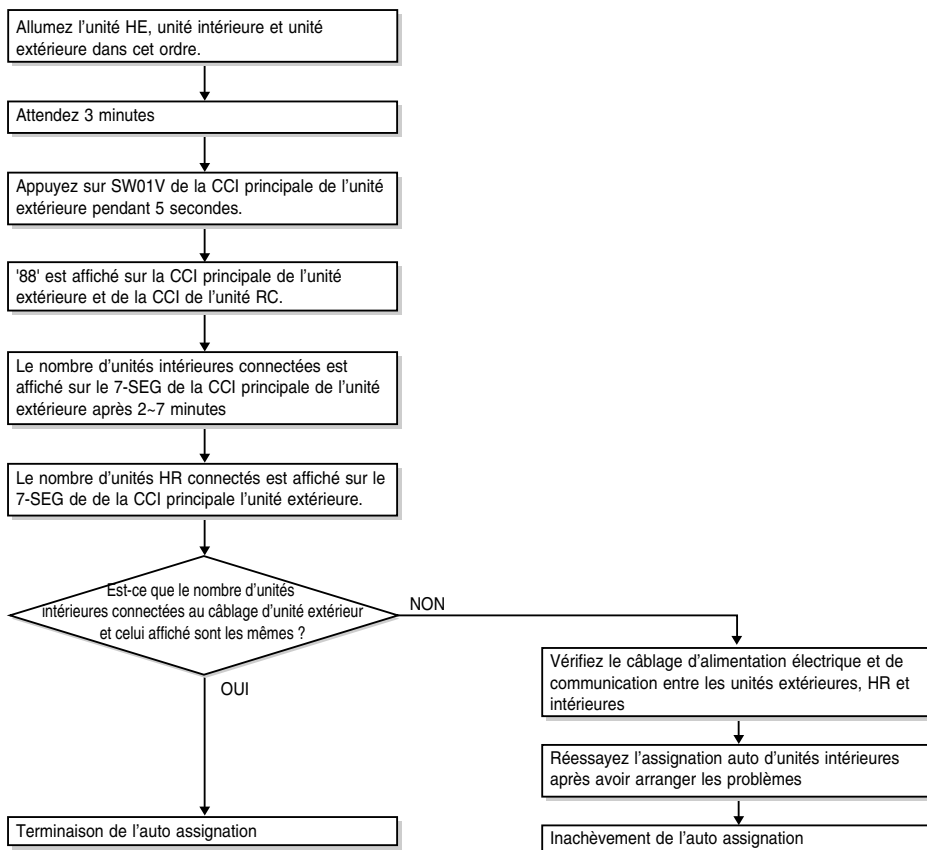 Allumez l'unité HE, unité intérieure et unité
extérieure dans cet ordre.
Attendez 3 minutes
Appuyez sur SW01V de la CCI principale de l'unité
extérieure pendant 5 secondes.
'88' est affiché sur la CCI principale de l'unité
extérieure et de la CCI de l'unité RC.
Le nombre d'unités intérieures connectées est
affiché sur le 7-SEG de la CCI principale de l'unité
extérieure après 2~7 minutes
Le nombre d'unités HR connectés est affiché sur le
7-SEG de de la CCI principale l'unité extérieure.
Est-ce que le nombre d'unités
intérieures connectées au câblage d'unité extérieur
et celui affiché sont les mêmes ?
NON
OUI
Vérifiez le câblage d'alimentation électrique et de
communication entre les unités extérieures, HR et
intérieures
Réessayez l'assignation auto d'unités intérieures
après avoir arranger les problèmes
Terminaison de l'auto assignation
Inachèvement de l'auto assignation